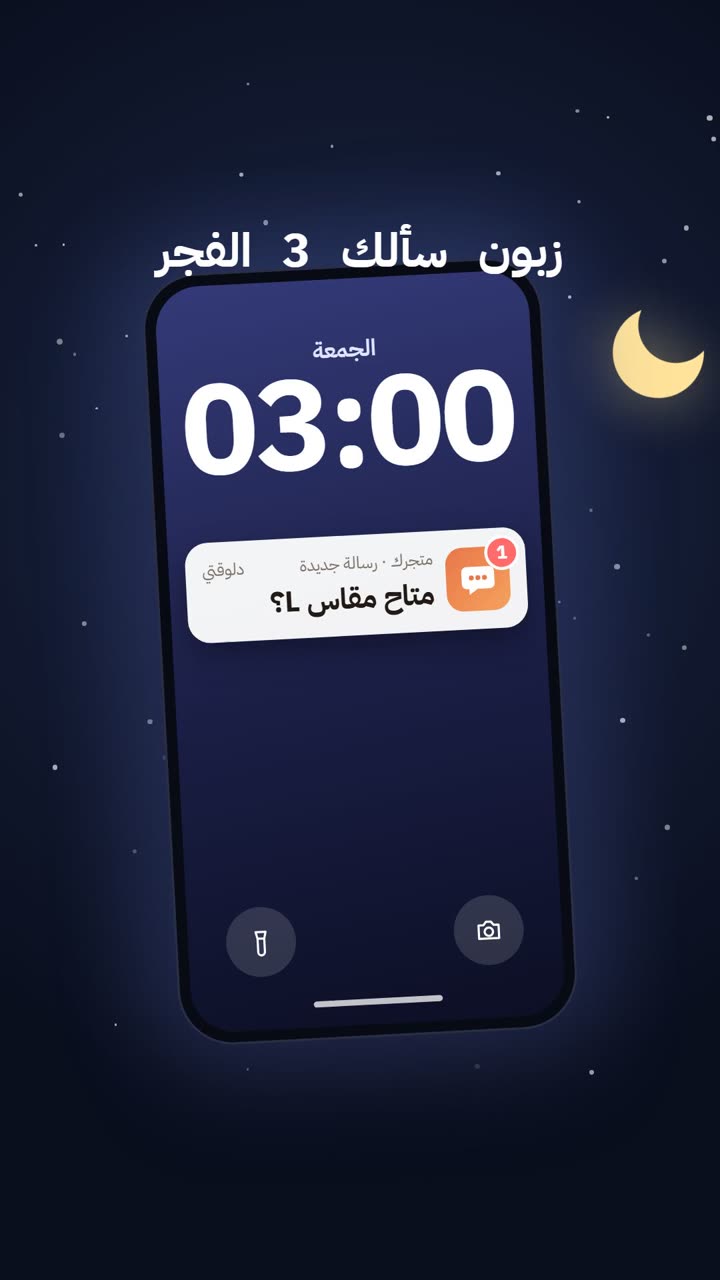 زبون سألك 3 الفجر
الجمعة
03:00
1
متجرك · رسالة جديدة
دلوقتي
متاح مقاس L؟